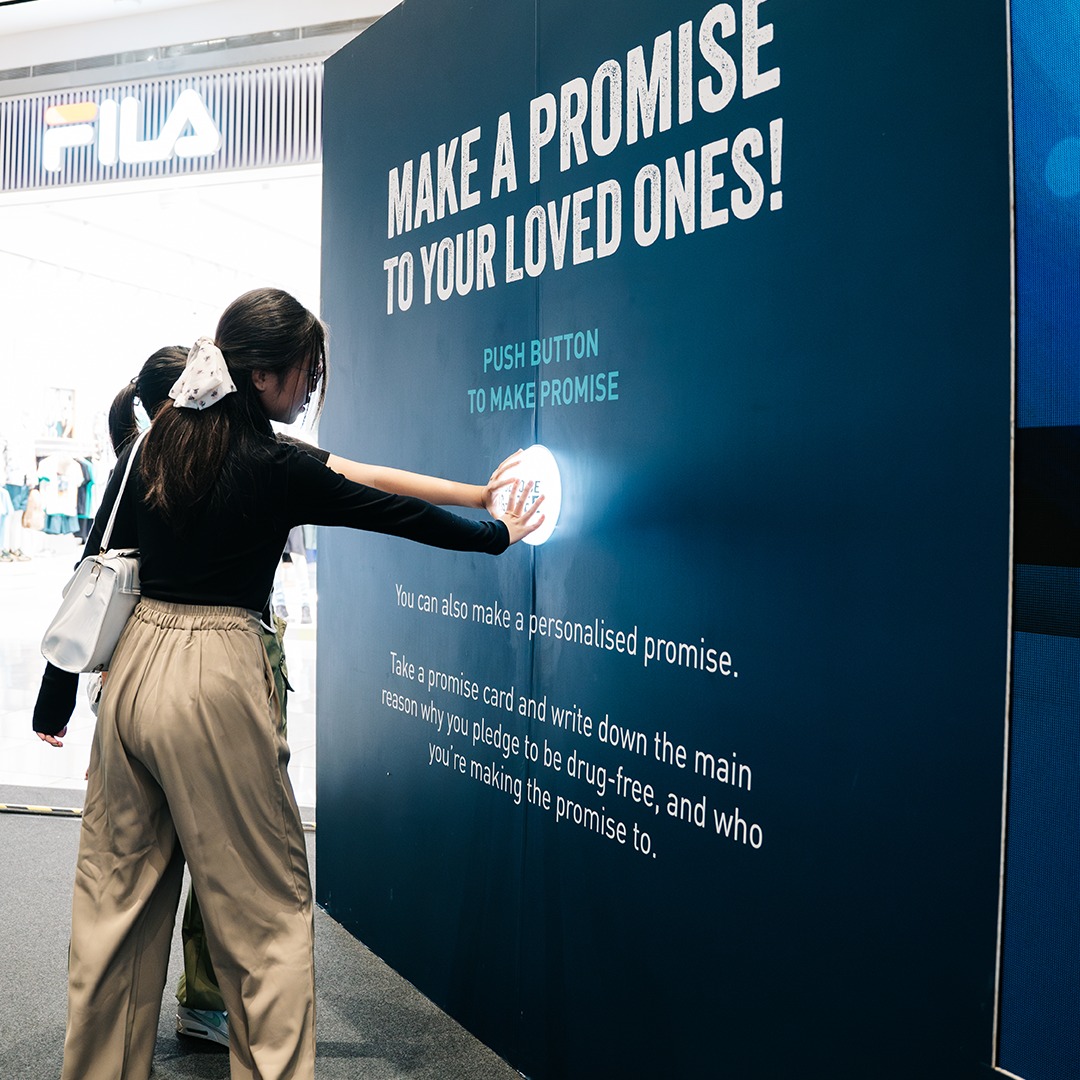 FILA
MAKE A PROMISE
TO YOUR LOVED ONES!
PUSH BUTTON
TO MAKE PROMISE
You can also make a personalised promise.
Take a promise card and write down the main
reason why you pledge to be drug-free, and who
you're making the promise to.